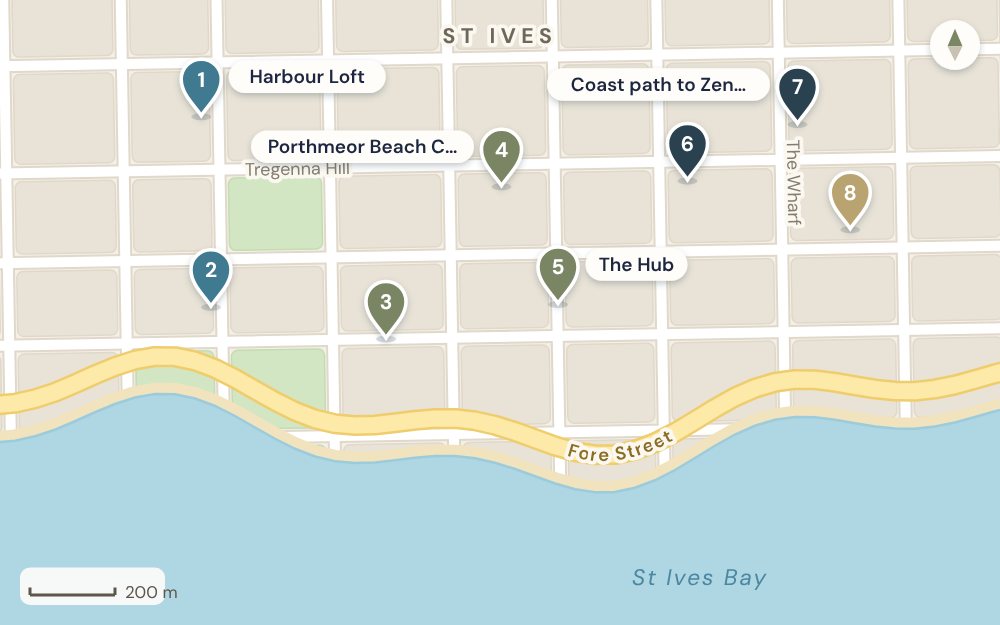 ST IVES
1
Harbour Loft
Coast path to Zen...
7
Porthmeor Beach C...
4
6
Tregenna Hill
The Wharf
8
2
5
The Hub
3
Fore Street
St Ives Bay
200 m